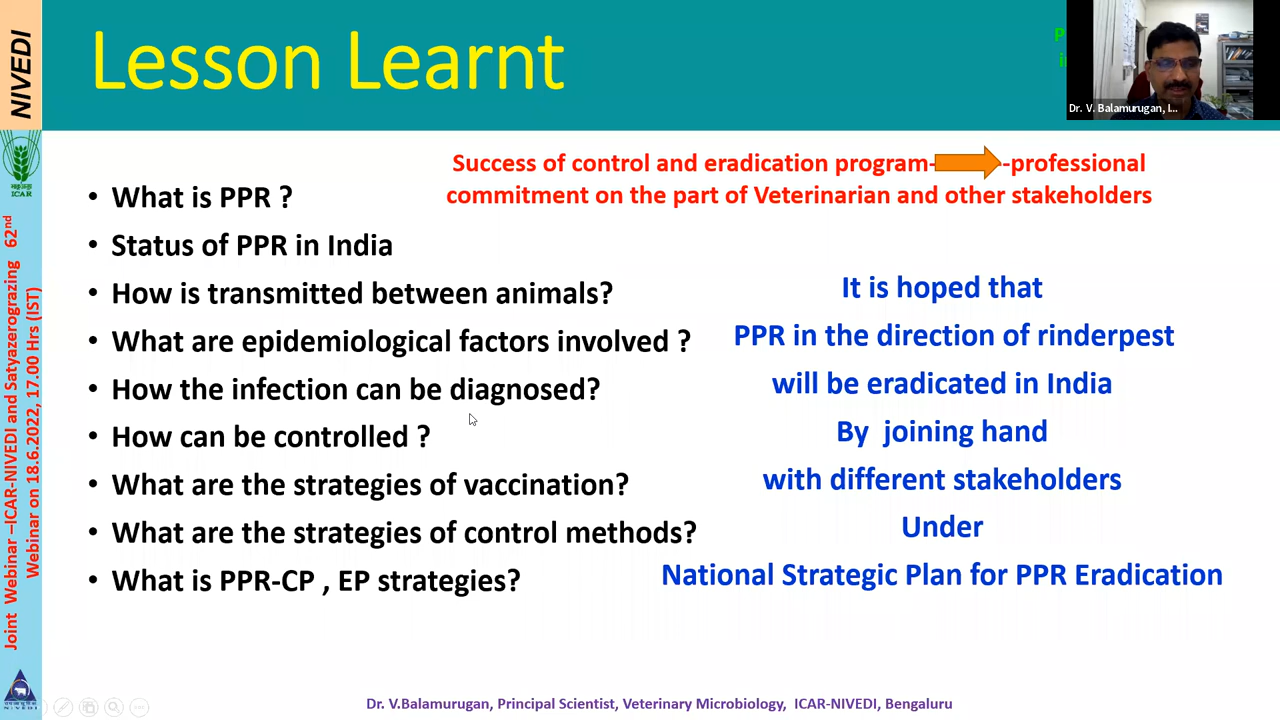 NIVEDI
Lesson Learnt
Dr. V. Balamurugan, I...
ICAR
Joint Webinar –ICAR-NIVEDI and Satyazerograzing 62nd
Webinar on 18.6.2022, 17.00 Hrs (IST)
Success of control and eradication program- -professional
commitment on the part of Veterinarian and other stakeholders
• What is PPR ?
• Status of PPR in India
• How is transmitted between animals?
• What are epidemiological factors involved ?
• How the infection can be diagnosed?
• How can be controlled ?
• What are the strategies of vaccination?
• What are the strategies of control methods?
• What is PPR-CP , EP strategies?
It is hoped that
PPR in the direction of rinderpest
will be eradicated in India
By joining hand
with different stakeholders
Under
National Strategic Plan for PPR Eradication
NIVEDI
Dr. V.Balamurugan, Principal Scientist, Veterinary Microbiology, ICAR-NIVEDI, Bengaluru